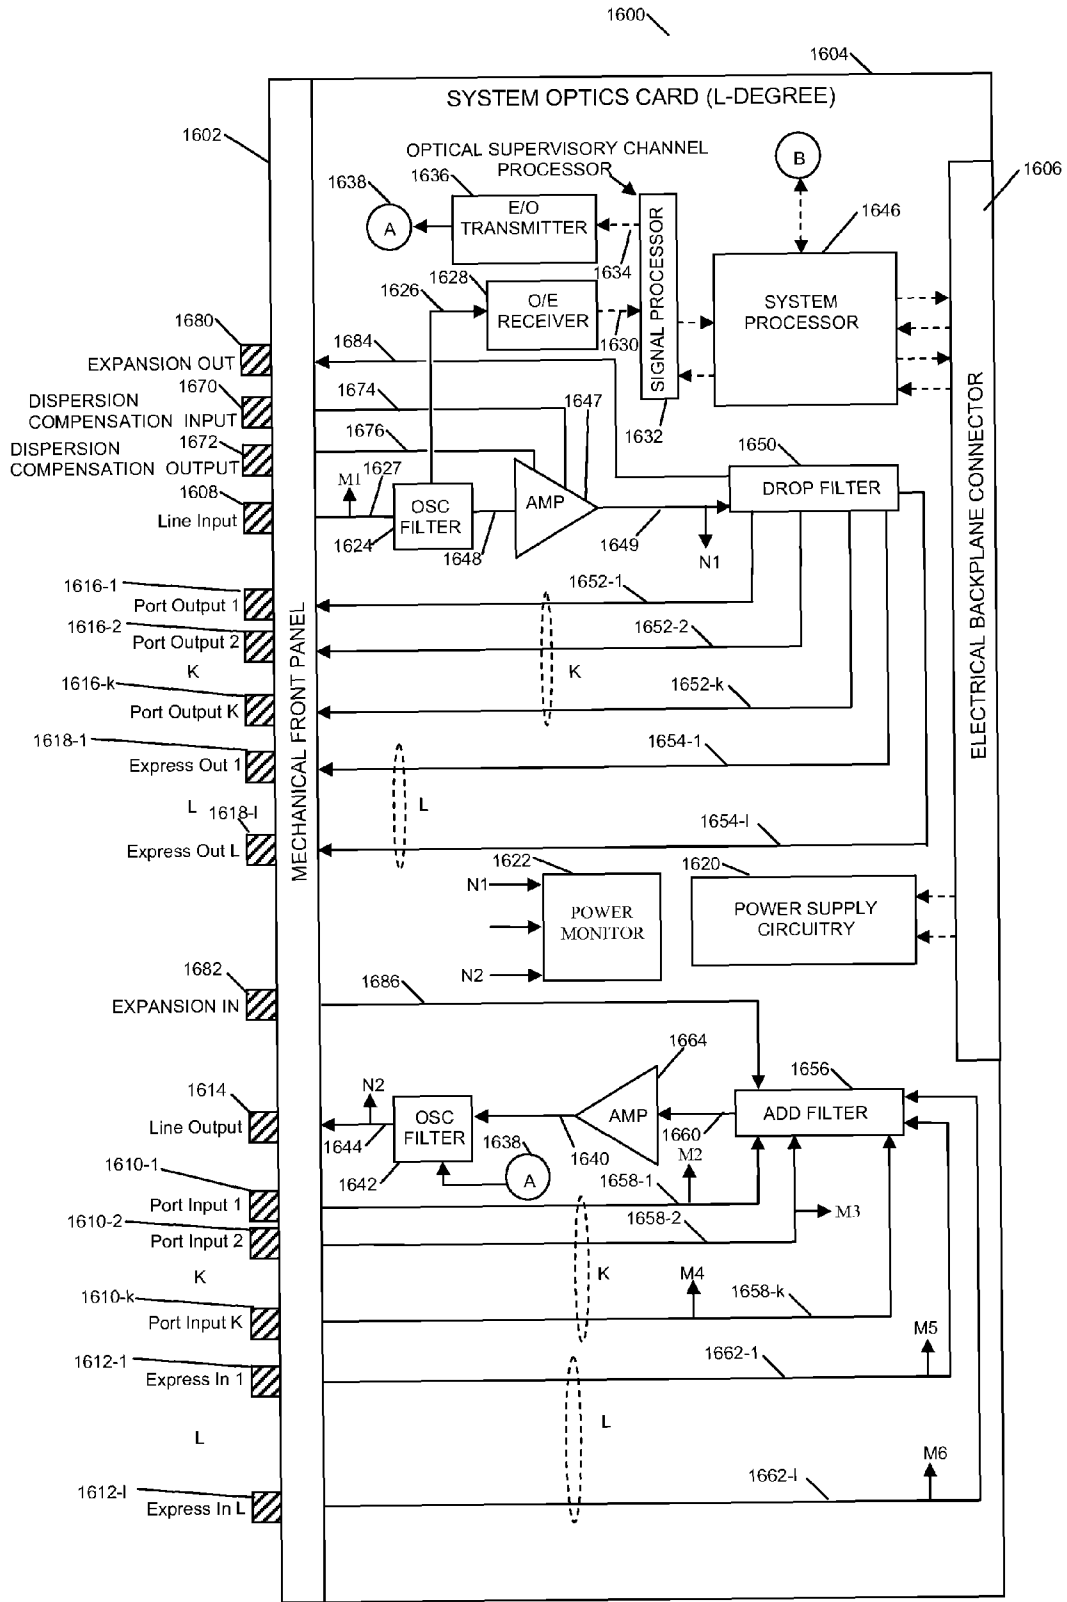 1600
1604
SYSTEM OPTICS CARD (L-DEGREE)
1602
OPTICAL SUPERVISORY CHANNEL
PROCESSOR
1638
1636
B
1606
A
E/O
TRANSMITTER
1646
1634
1628
1626
O/E
RECEIVER
1630
SIGNAL PROCESSOR
SYSTEM
PROCESSOR
1680
EXPANSION OUT
1684
1670
DISPERSION
COMPENSATION INPUT
1674
1647
1632
1672
DISPERSION
COMPENSATION OUTPUT
1676
1627
1650
1608
Line Input
M1
OSC
FILTER
AMP
DROP FILTER
1624
1648
1649
N1
1616-1
Port Output 1
1652-1
1616-2
Port Output 2
1652-2
K
K
1616-k
Port Output K
1652-k
1618-1
Express Out 1
1654-1
L
1618-l
L
Express Out L
1654-l
MECHANICAL FRONT PANEL
ELECTRICAL BACKPLANE CONNECTOR
1622
1620
N1
POWER
MONITOR
N2
POWER SUPPLY
CIRCUITRY
1682
EXPANSION IN
1686
1664
1656
1614
Line Output
N2
OSC
FILTER
AMP
ADD FILTER
1644
1638
1640
1660
1642
A
M2
1610-1
Port Input 1
1658-1
1610-2
Port Input 2
1658-2
M3
K
K
M4
1610-k
Port Input K
1658-k
M5
1612-1
Express In 1
1662-1
L
L
M6
1612-l
Express In L
1662-l